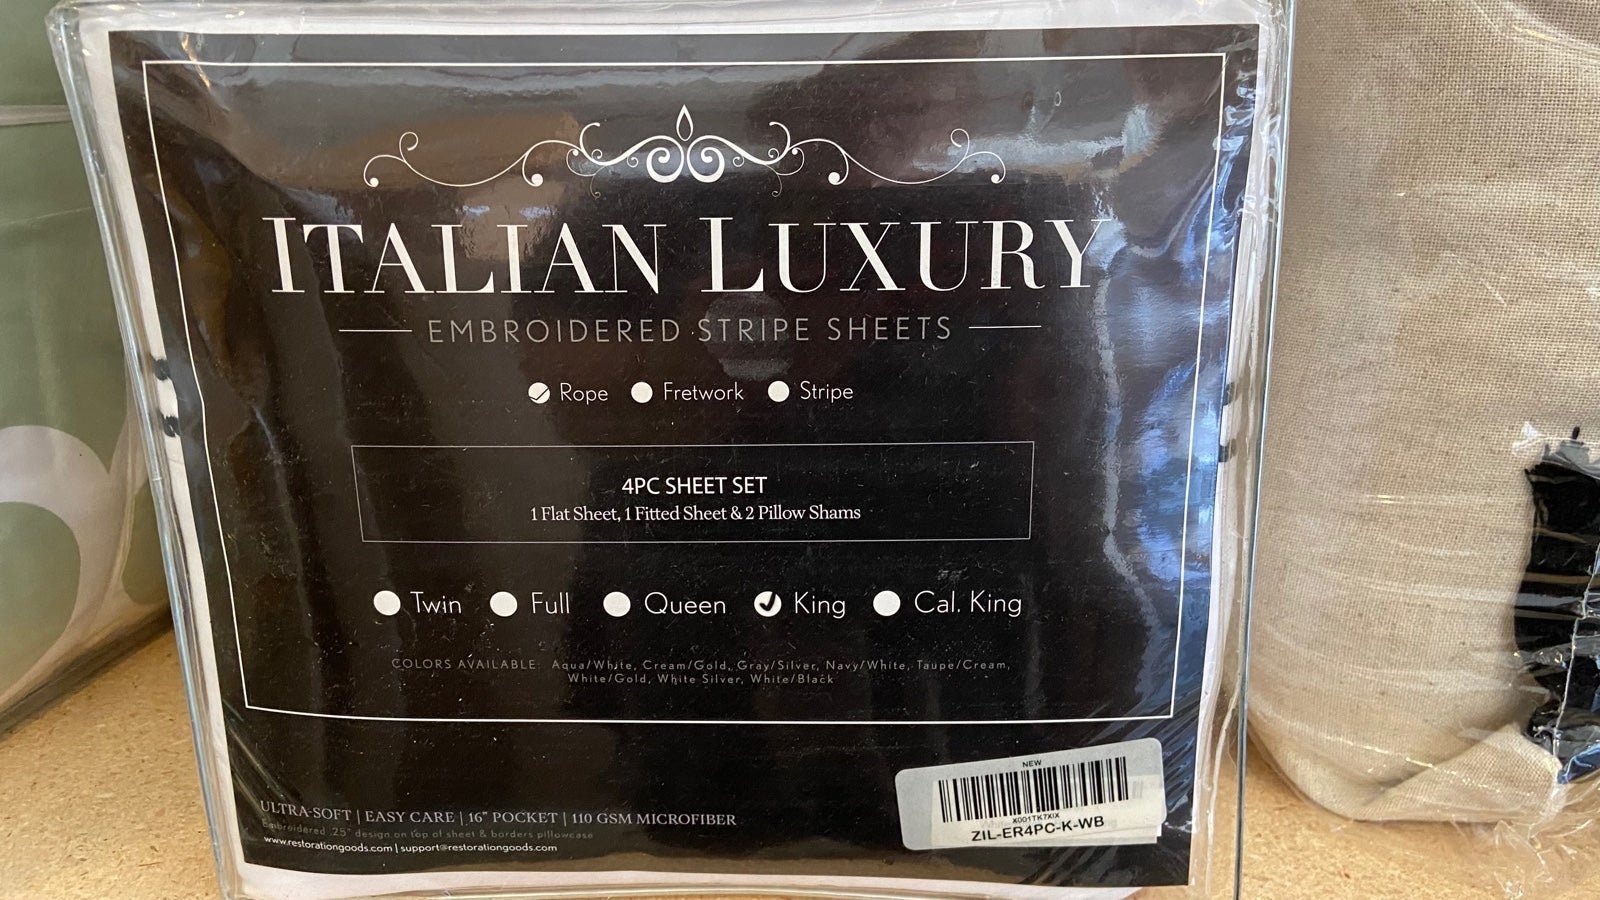 ITALIAN LUXURY
EMBROIDERED STRIPE SHEETS
Rope Fretwork Stripe
4PC SHEET SET
1 Flat Sheet, 1 Fitted Sheet & 2 Pillow Shams
Twin Full Queen King Cal. King
COLORS AVAILABLE: Aqua/White, Cream/Gold, Gray/Silver, Navy/White, Taupe/Cream,
White/Gold, White Silver, White/Black
ULTRA-SOFT | EASY CARE | 16" POCKET | 110 GSM MICROFIBER
Embroidered .25" design on top of sheet & borders pillowcase
www.restorationgoods.com | support@restorationgoods.com
NEW
X001TK7XIX
ZIL-ER4PC-K-WB